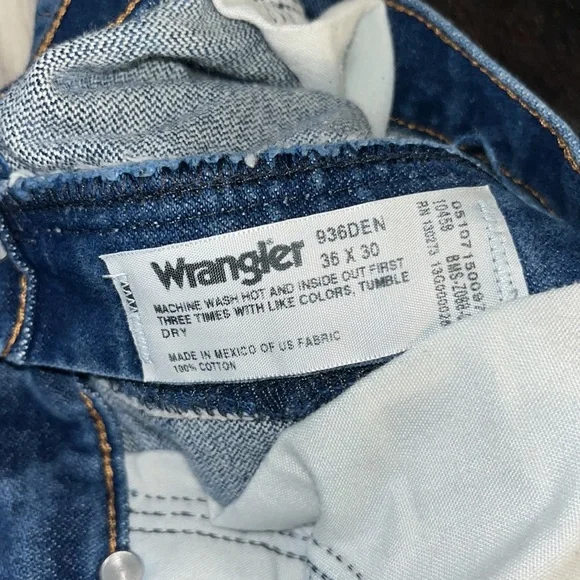 Wrangler
936DEN
36 X 30
MACHINE WASH HOT AND INSIDE OUT FIRST
THREE TIMES WITH LIKE COLORS, TUMBLE
DRY
MADE IN MEXICO OF US FABRIC
100% COTTON
RN 130273
10459